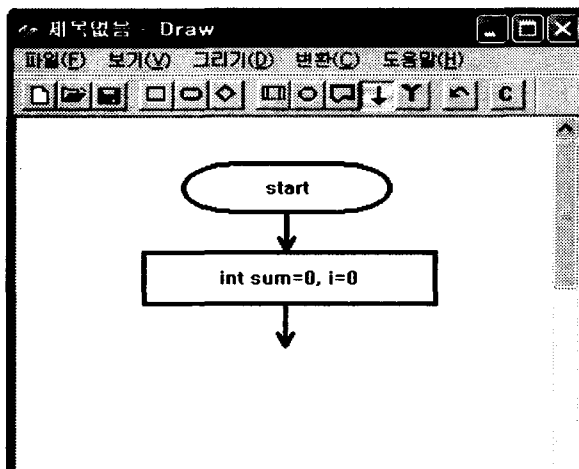 제목없음 - Draw
파일(F) 보기(V) 그리기(D) 변환(C) 도움말(H)
C
start
int sum=0, i=0